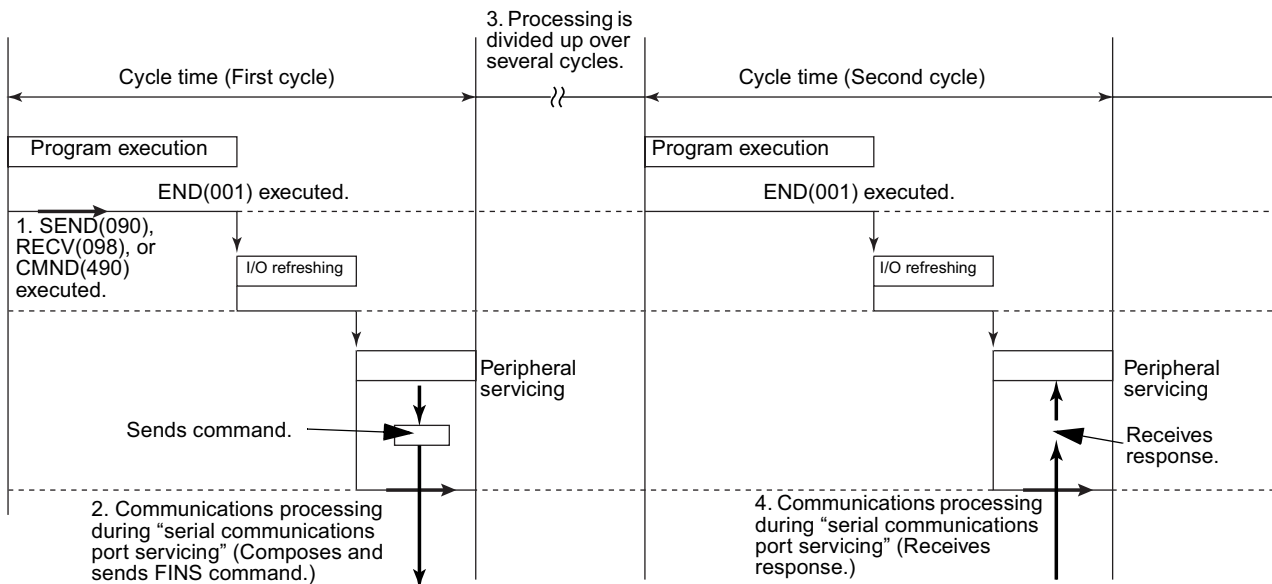 3. Processing is
divided up over
several cycles.
Cycle time (First cycle)
Cycle time (Second cycle)
Program execution
Program execution
END(001) executed.
END(001) executed.
1. SEND(090),
RECV(098), or
CMND(490)
executed.
I/O refreshing
I/O refreshing
Peripheral
servicing
Peripheral
servicing
Sends command.
Receives
response.
2. Communications processing
during “serial communications
port servicing” (Composes and
sends FINS command.)
4. Communications processing
during “serial communications
port servicing” (Receives
response.)